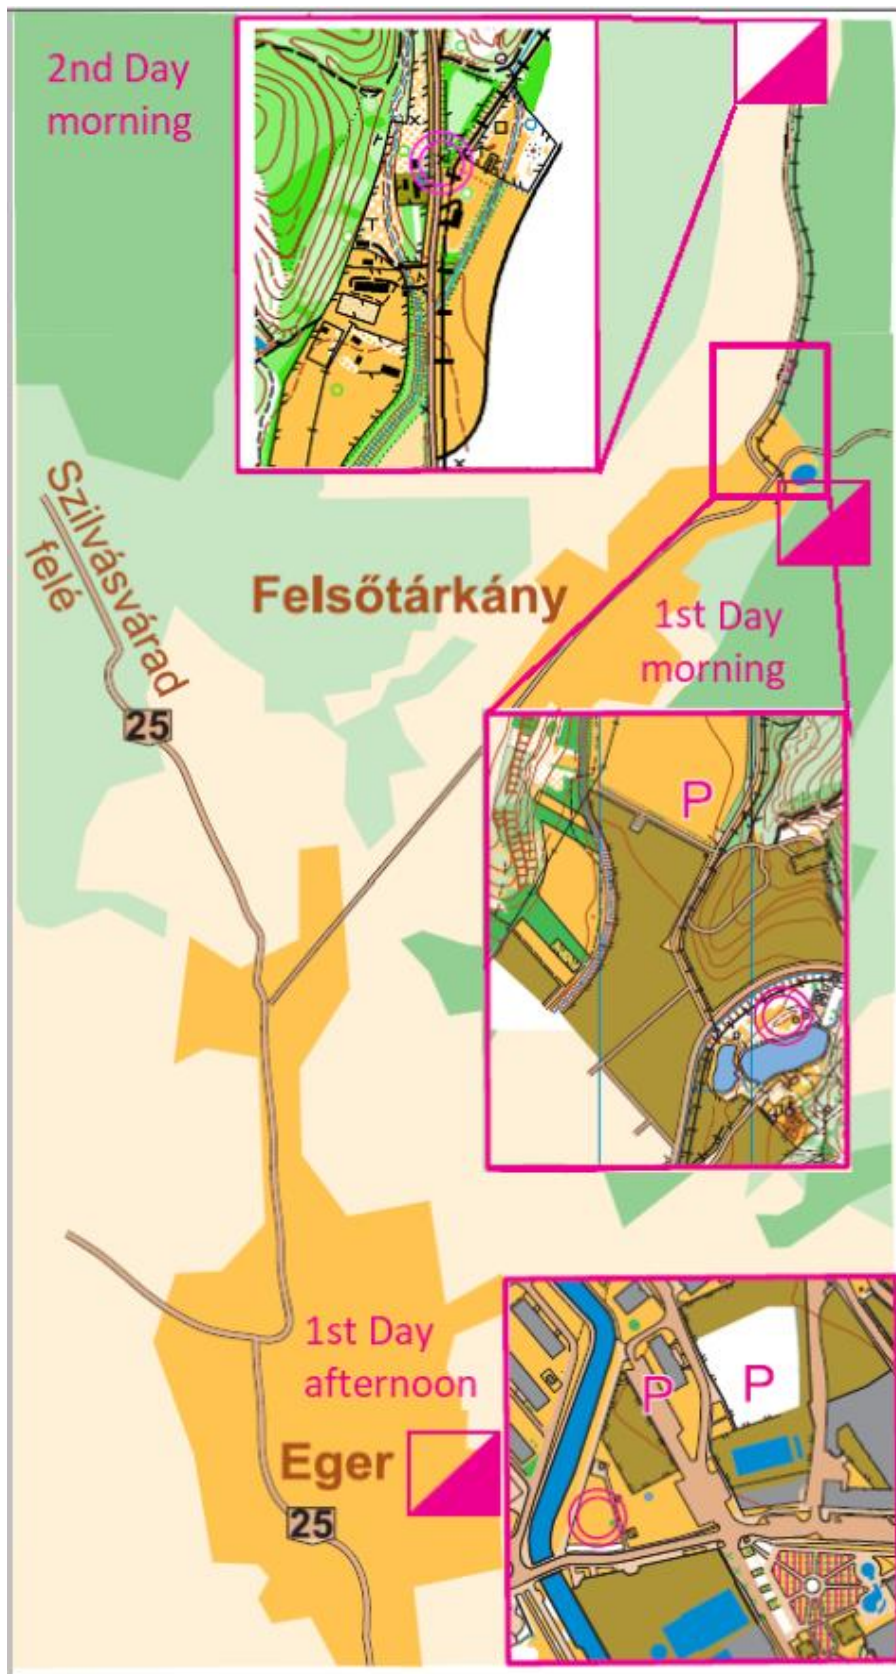 2nd Day
morning
Szilvásvárad
felé
Felsőtárkány
1st Day
morning
25
P
1st Day
afternoon
P
P
Eger
25